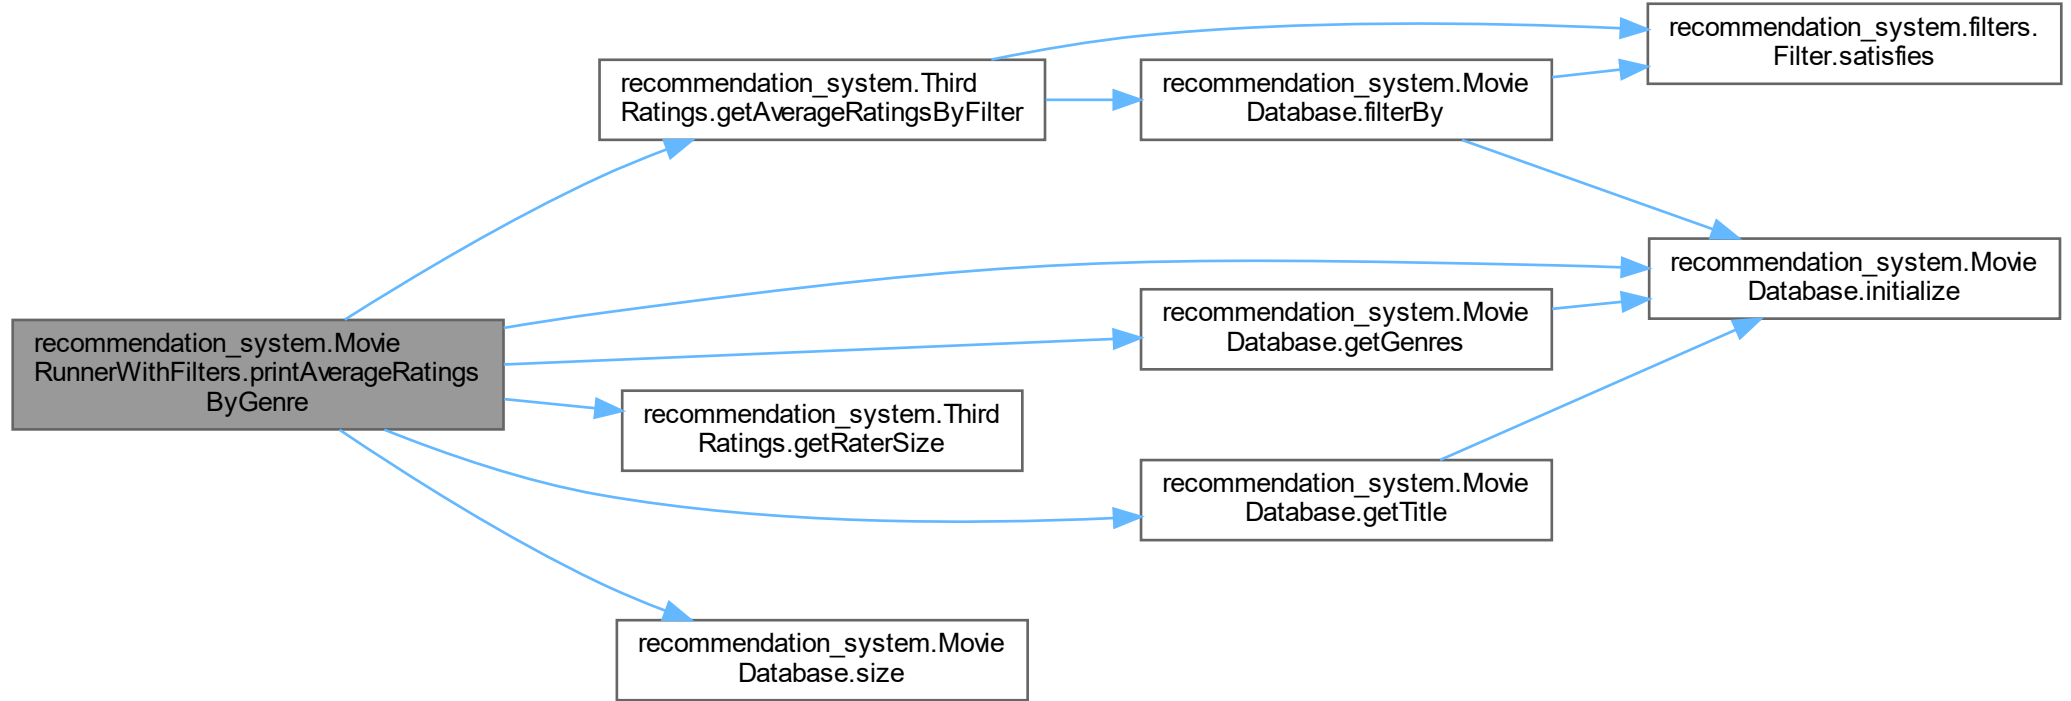 recommendation_system.filters.
Filter.satisfies
recommendation_system.Third
Ratings.getAverageRatingsByFilter
recommendation_system.Movie
Database.filterBy
recommendation_system.Movie
Database.initialize
recommendation_system.Movie
Database.getGenres
recommendation_system.Movie
RunnerWithFilters.printAverageRatings
ByGenre
recommendation_system.Third
Ratings.getRaterSize
recommendation_system.Movie
Database.getTitle
recommendation_system.Movie
Database.size